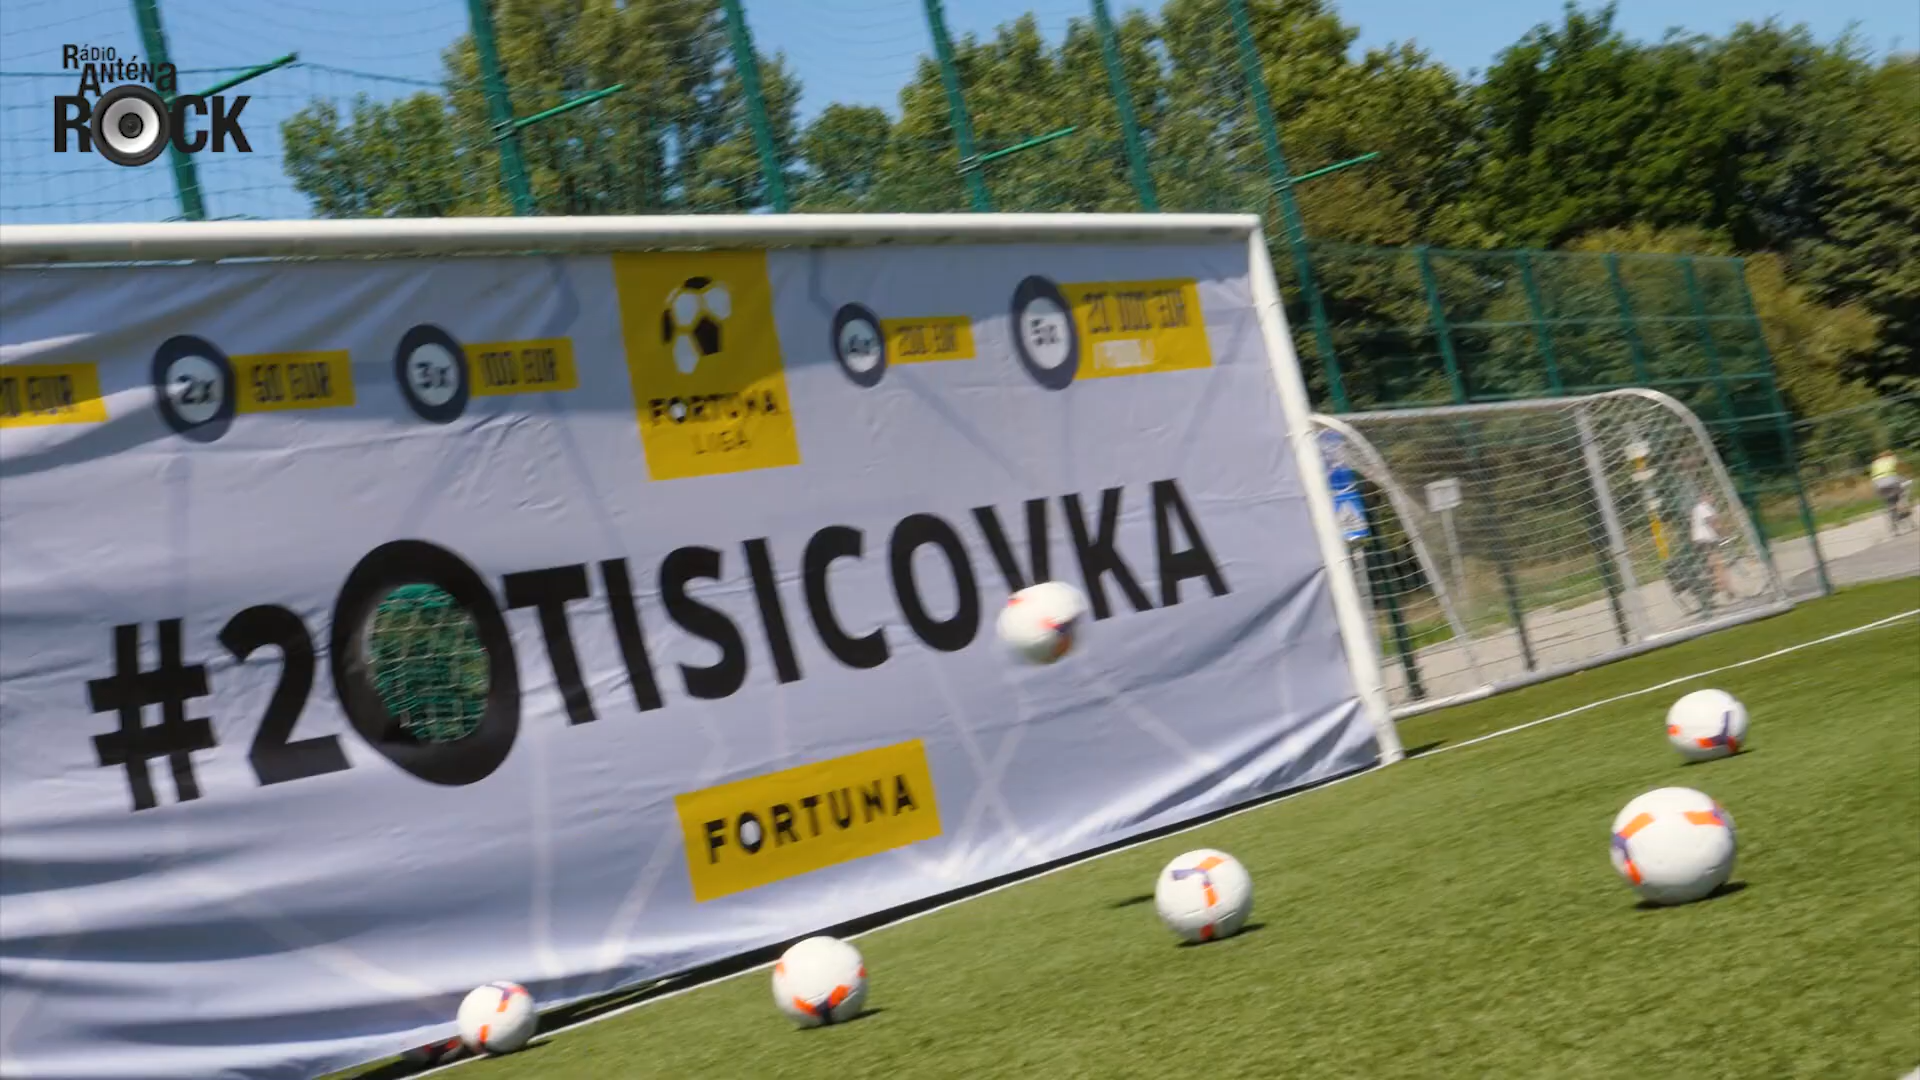 Rádio
Anténa
ROCK
2x 50 EUR
3x 100 EUR
4x 200 EUR
5x 20 000 EUR
FORTUNA
LIGA
#20TISICOVKA
FORTUNA